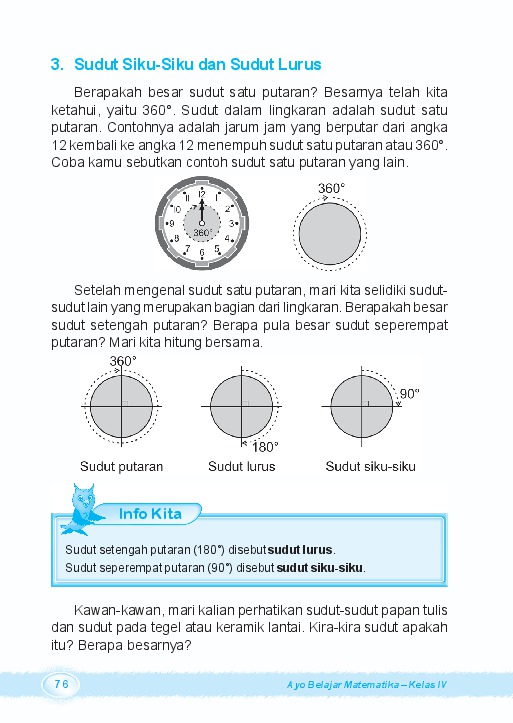 3. Sudut Siku-Siku dan Sudut Lurus
Berapakah besar sudut satu putaran? Besarnya telah kita
ketahui, yaitu 360°. Sudut dalam lingkaran adalah sudut satu
putaran. Contohnya adalah jarum jam yang berputar dari angka
12 kembali ke angka 12 menempuh sudut satu putaran atau 360°.
Coba kamu sebutkan contoh sudut satu putaran yang lain.
12
1
2
3
4
5
6
7
8
9
10
11
360°
360°
Setelah mengenal sudut satu putaran, mari kita selidiki sudut-
sudut lain yang merupakan bagian dari lingkaran. Berapakah besar
sudut setengah putaran? Berapa pula besar sudut seperempat
putaran? Mari kita hitung bersama.
360°
180°
90°
Sudut putaran
Sudut lurus
Sudut siku-siku
Info Kita
Sudut setengah putaran (180°) disebut sudut lurus.
Sudut seperempat putaran (90°) disebut sudut siku-siku.
Kawan-kawan, mari kalian perhatikan sudut-sudut papan tulis
dan sudut pada tegel atau keramik lantai. Kira-kira sudut apakah
itu? Berapa besarnya?
76
Ayo Belajar Matematika – Kelas IV